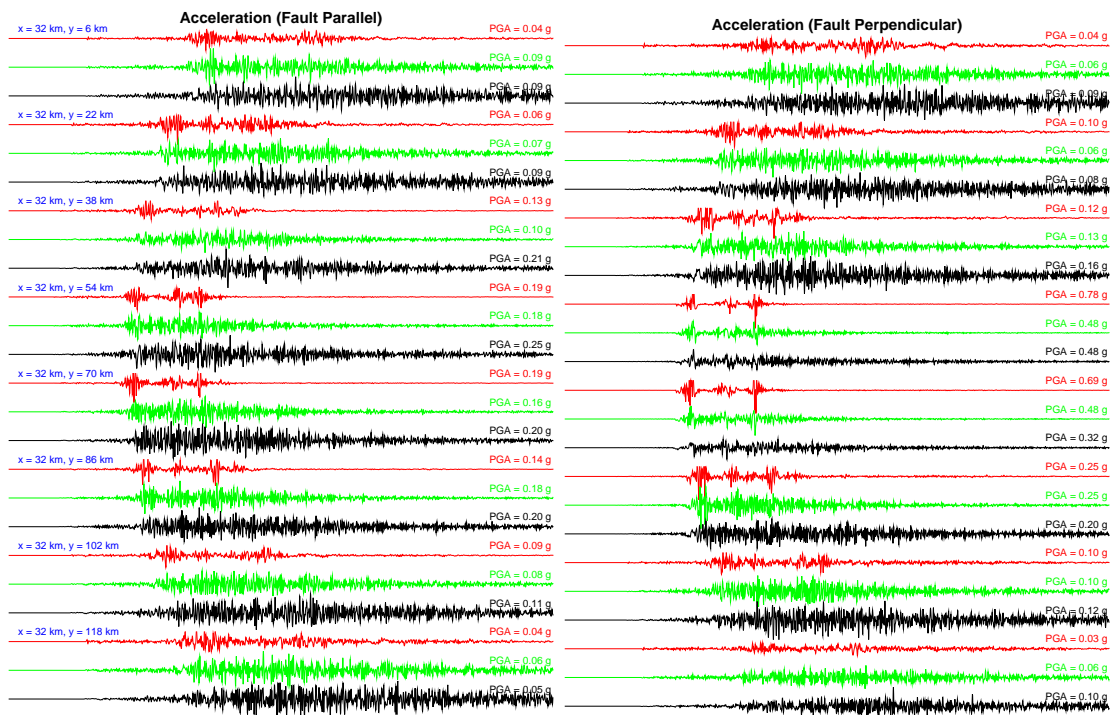 Acceleration (Fault Parallel)
x = 32 km, y = 6 km
PGA = 0.04 g
PGA = 0.09 g
PGA = 0.09 g
x = 32 km, y = 22 km
PGA = 0.06 g
PGA = 0.07 g
PGA = 0.09 g
x = 32 km, y = 38 km
PGA = 0.13 g
PGA = 0.10 g
PGA = 0.21 g
x = 32 km, y = 54 km
PGA = 0.19 g
PGA = 0.18 g
PGA = 0.25 g
x = 32 km, y = 70 km
PGA = 0.19 g
PGA = 0.16 g
PGA = 0.20 g
x = 32 km, y = 86 km
PGA = 0.14 g
PGA = 0.18 g
PGA = 0.20 g
x = 32 km, y = 102 km
PGA = 0.09 g
PGA = 0.08 g
PGA = 0.11 g
x = 32 km, y = 118 km
PGA = 0.04 g
PGA = 0.06 g
PGA = 0.05 g
Acceleration (Fault Perpendicular)
PGA = 0.04 g
PGA = 0.06 g
PGA = 0.09 g
PGA = 0.10 g
PGA = 0.06 g
PGA = 0.08 g
PGA = 0.12 g
PGA = 0.13 g
PGA = 0.16 g
PGA = 0.78 g
PGA = 0.48 g
PGA = 0.48 g
PGA = 0.69 g
PGA = 0.48 g
PGA = 0.32 g
PGA = 0.25 g
PGA = 0.25 g
PGA = 0.20 g
PGA = 0.10 g
PGA = 0.10 g
PGA = 0.12 g
PGA = 0.03 g
PGA = 0.06 g
PGA = 0.10 g